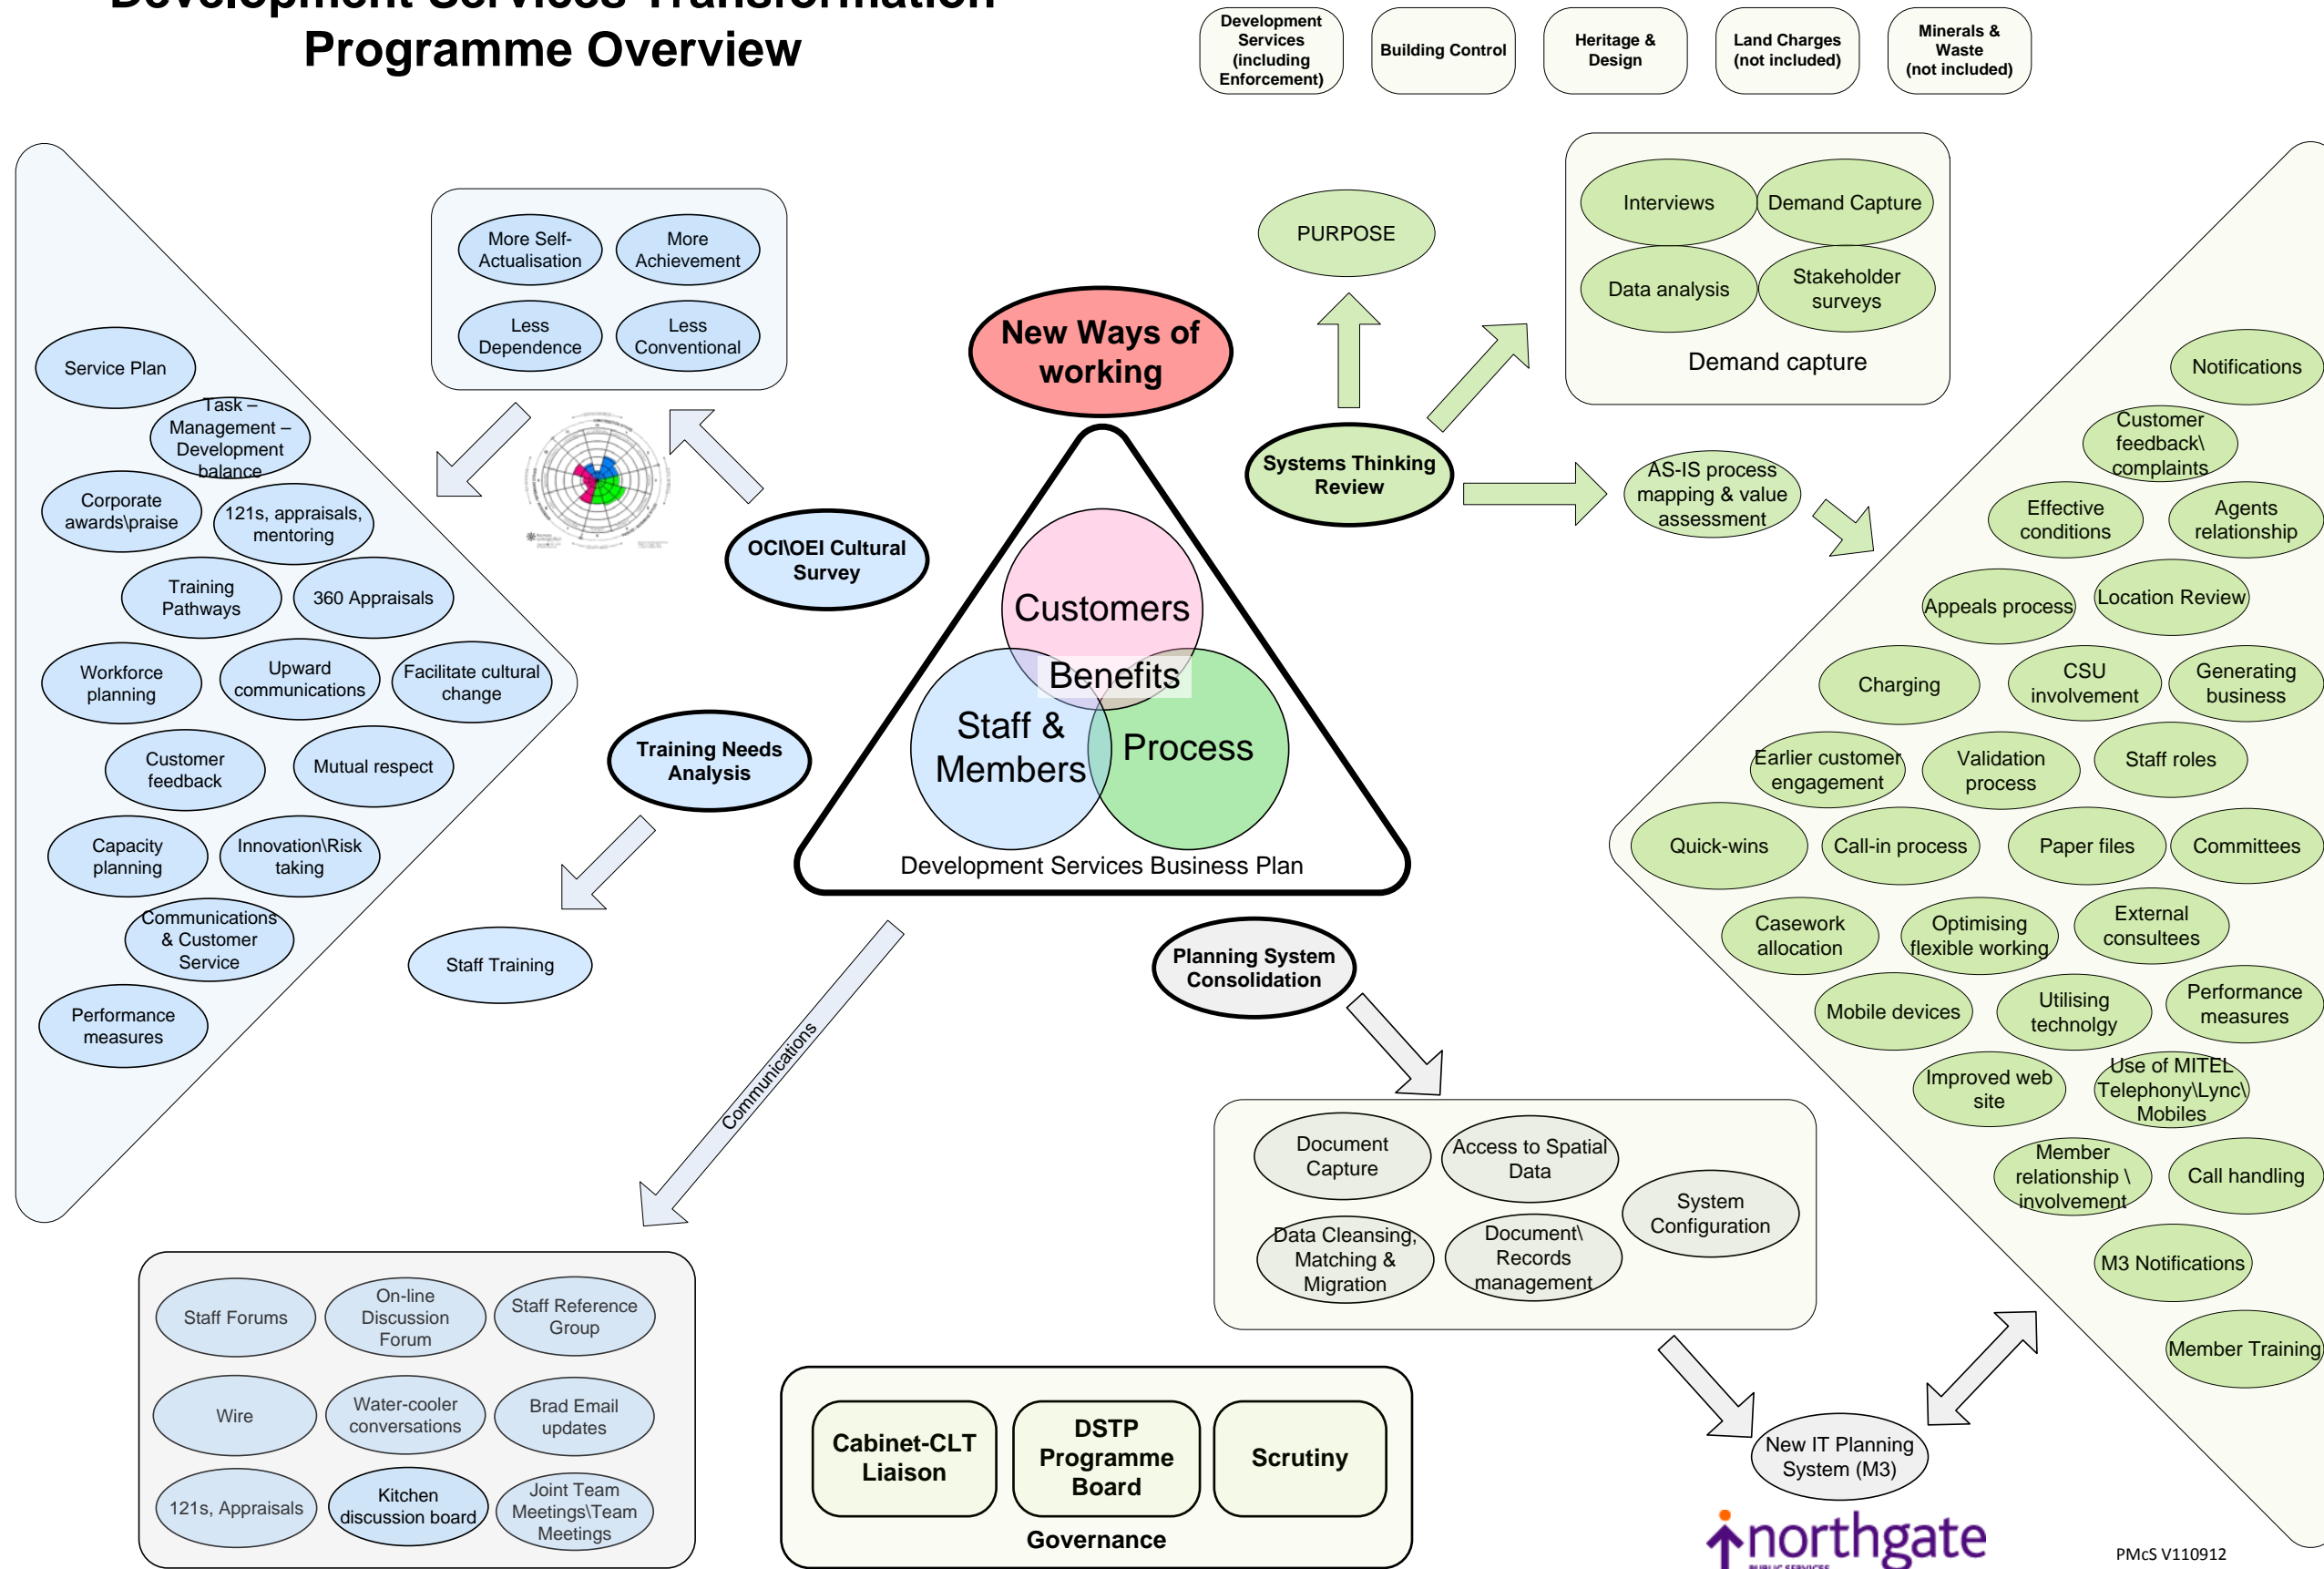 Development Services Transformation
Programme Overview
Development
Services
(including
Enforcement)
Building Control
Heritage &
Design
Land Charges
(not included)
Minerals &
Waste
(not included)
More Self-
Actualisation
More
Achievement
Less
Dependence
Less
Conventional
PURPOSE
Interviews
Demand Capture
Data analysis
Stakeholder
surveys
Demand capture
New Ways of
working
Systems Thinking
Review
AS-IS process
mapping & value
assessment
OCI\OEI Cultural
Survey
Training Needs
Analysis
Staff Training
Customers
Benefits
Staff &
Members
Process
Development Services Business Plan
Service Plan
Task –
Management –
Development
balance
Corporate
awards\praise
121s, appraisals,
mentoring
Training
Pathways
360 Appraisals
Workforce
planning
Upward
communications
Facilitate cultural
change
Customer
feedback
Mutual respect
Capacity
planning
Innovation\Risk
taking
Communications
& Customer
Service
Performance
measures
Notifications
Customer
feedback\
complaints
Effective
conditions
Agents
relationship
Appeals process
Location Review
Charging
CSU
involvement
Generating
business
Earlier customer
engagement
Validation
process
Staff roles
Quick-wins
Call-in process
Paper files
Committees
Casework
allocation
Optimising
flexible working
External
consultees
Mobile devices
Utilising
technolgy
Performance
measures
Improved web
site
Use of MITEL
Telephony\Lync\
Mobiles
Member
relationship \
involvement
Call handling
M3 Notifications
Member Training
Communications
Planning System
Consolidation
Document
Capture
Access to Spatial
Data
System
Configuration
Data Cleansing,
Matching &
Migration
Document\
Records
management
New IT Planning
System (M3)
Staff Forums
On-line
Discussion
Forum
Staff Reference
Group
Wire
Water-cooler
conversations
Brad Email
updates
121s, Appraisals
Kitchen
discussion board
Joint Team
Meetings\Team
Meetings
Cabinet-CLT
Liaison
DSTP
Programme
Board
Scrutiny
Governance
northgate
PUBLIC SERVICES
PMcS V110912